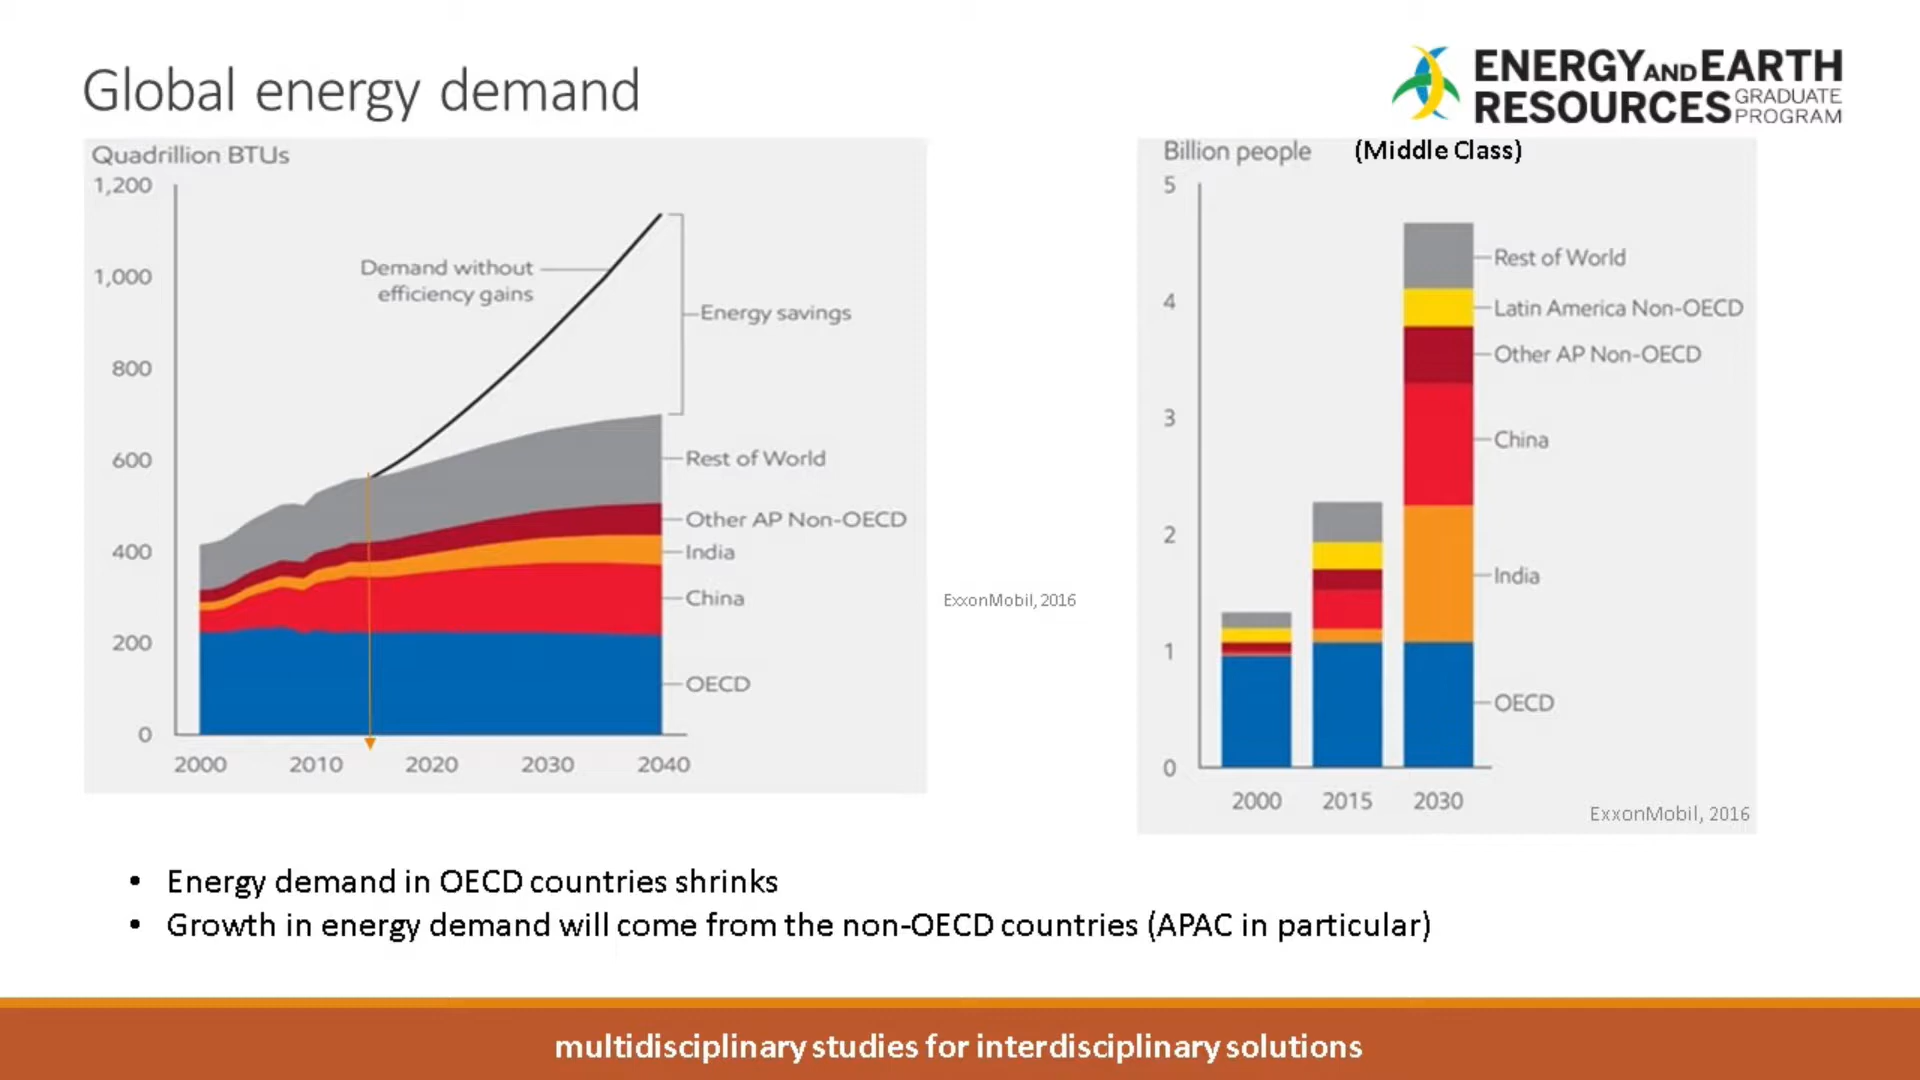 Global energy demand
ENERGY AND EARTH
RESOURCES GRADUATE
PROGRAM
Quadrillion BTUs
1,200
1,000
800
600
400
200
0
2000 2010 2020 2030 2040
Demand without
efficiency gains
Energy savings
Rest of World
Other AP Non-OECD
India
China
OECD
ExxonMobil, 2016
Billion people (Middle Class)
5
4
3
2
1
0
2000 2015 2030
Rest of World
Latin America Non-OECD
Other AP Non-OECD
China
India
OECD
ExxonMobil, 2016
• Energy demand in OECD countries shrinks
• Growth in energy demand will come from the non-OECD countries (APAC in particular)
multidisciplinary studies for interdisciplinary solutions